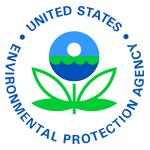 UNITED STATES
ENVIRONMENTAL PROTECTION AGENCY